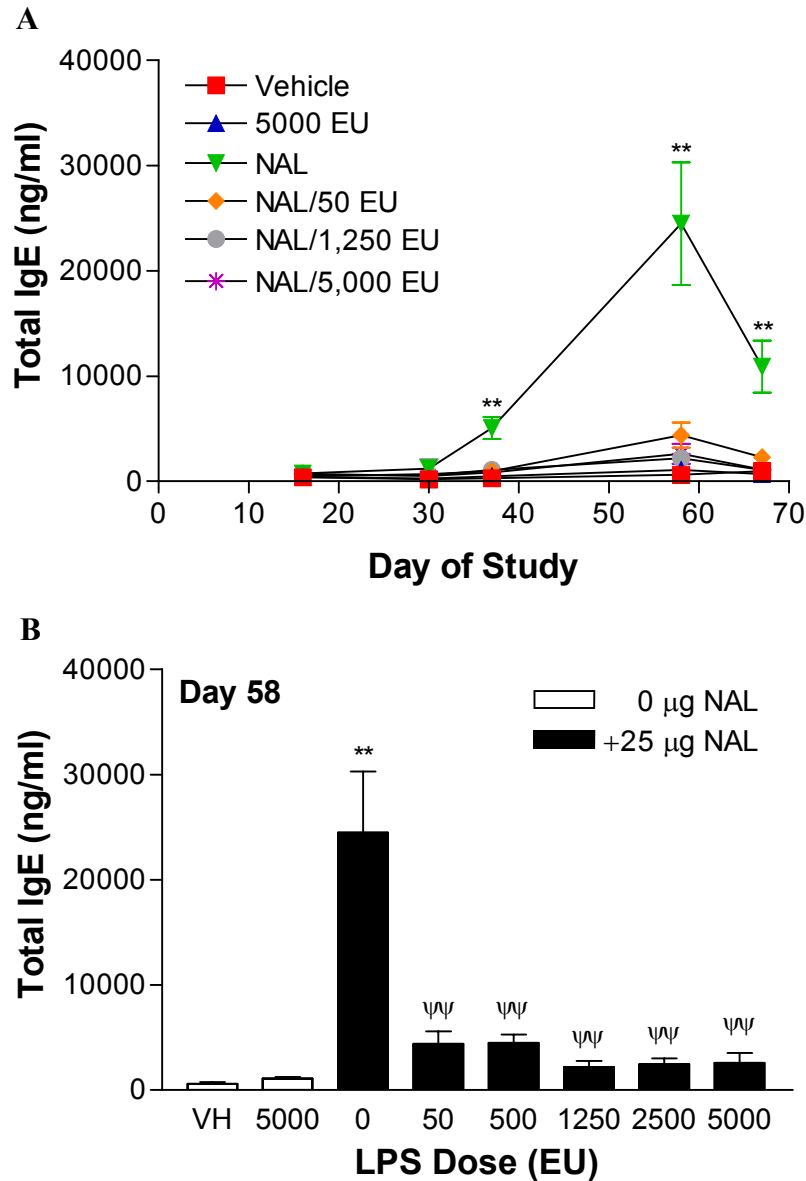 A
Total IgE (ng/ml)
40000
30000
20000
10000
0
Vehicle
5000 EU
NAL
NAL/50 EU
NAL/1,250 EU
NAL/5,000 EU
**
**
**
0 10 20 30 40 50 60 70
Day of Study
B
Total IgE (ng/ml)
40000
30000
20000
10000
0
Day 58
0 μg NAL
+25 μg NAL
**
ψψ ψψ ψψ ψψ ψψ
VH 5000 0 50 500 1250 2500 5000
LPS Dose (EU)